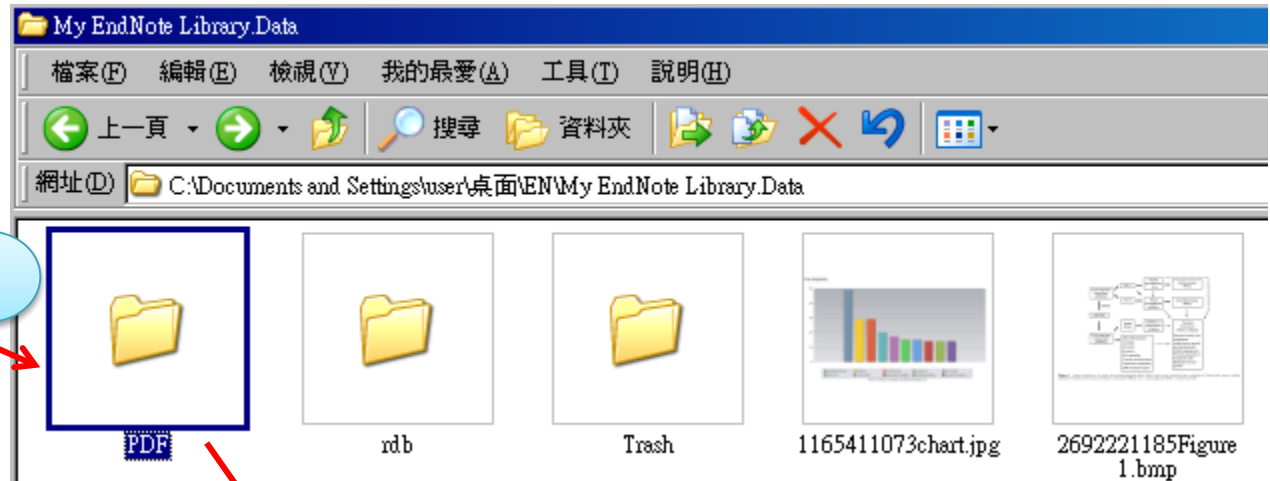 My EndNote Library.Data
檔案(F) 編輯(E) 檢視(V) 我的最愛(A) 工具(T) 說明(H)
上一頁 搜尋 資料夾
網址(D) C:\Documents and Settings\user\桌面\EN\My EndNote Library.Data
PDF rdb Trash 1165411073chart.jpg 2692221185Figure
1.bmp